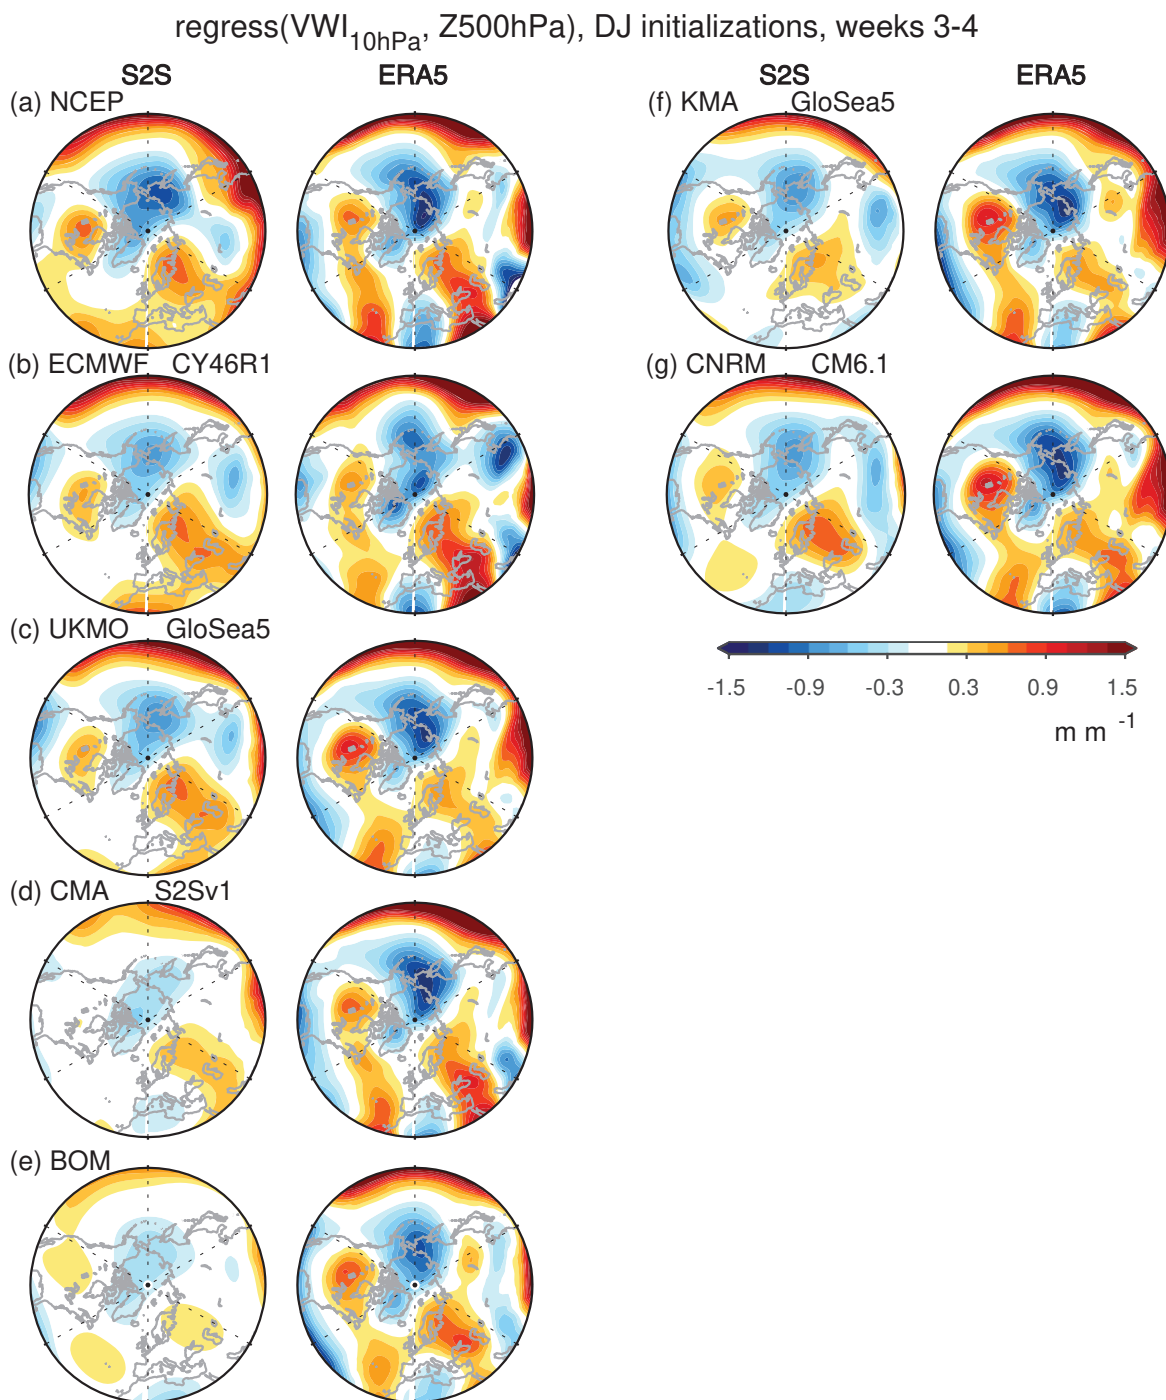 regress(VWI10hPa, Z500hPa), DJ initializations, weeks 3-4
S2S ERA5 S2S ERA5
(a) NCEP
(f) KMA GloSea5
(b) ECMWF CY46R1
(g) CNRM CM6.1
(c) UKMO GloSea5
-1.5 -0.9 -0.3 0.3 0.9 1.5
m m -1
(d) CMA S2Sv1
(e) BOM